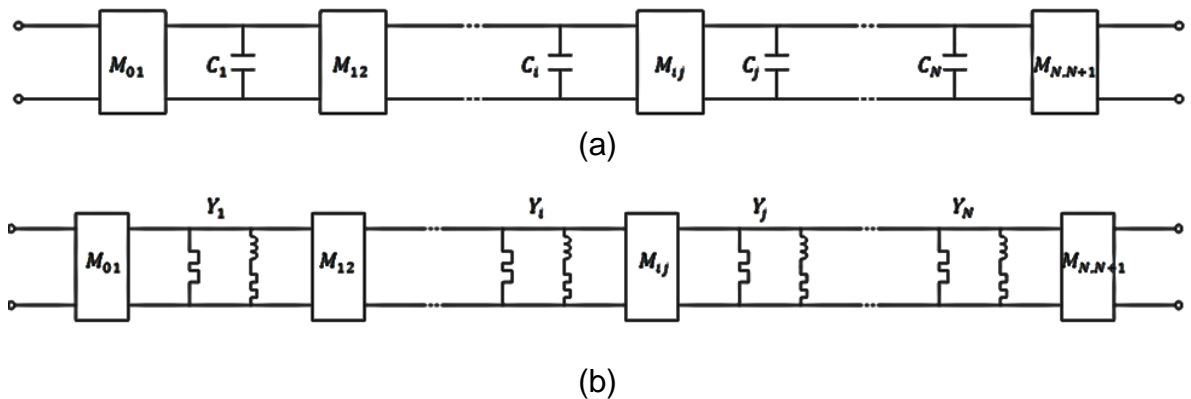 M01 C1 M12 Ci Mij Cj CN MN.N+1
(a)
Y1 Yi Yj YN
M01 M12 Mij MN.N+1
(b)